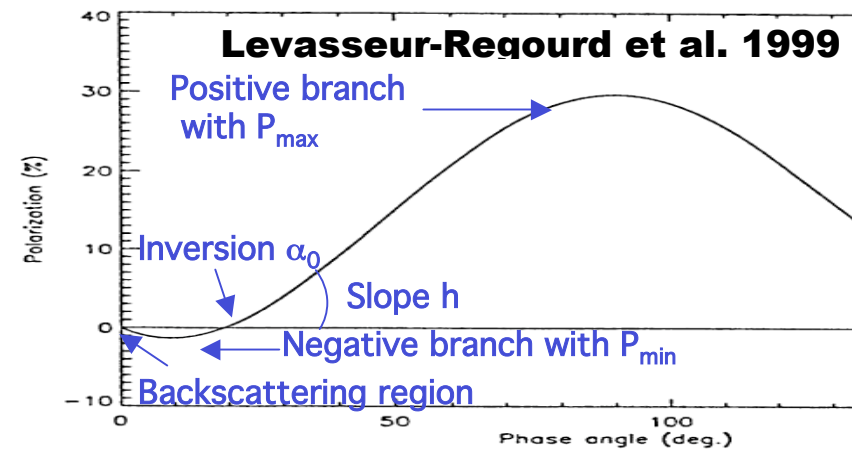 Levasseur-Regourd et al. 1999
Positive branch
with Pmax
Inversion α0
Slope h
Negative branch with Pmin
Backscattering region
Polarization (%)
40
30
20
10
0
-10
0
50
100
Phase angle (deg.)